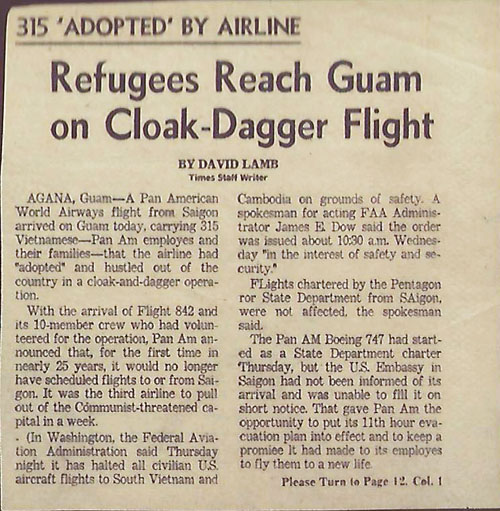 315 'ADOPTED' BY AIRLINE
Refugees Reach Guam
on Cloak-Dagger Flight
BY DAVID LAMB
Times Staff Writer
AGANA, Guam—A Pan American
World Airways flight from Saigon
arrived on Guam today, carrying 315
Vietnamese—Pan Am employes and
their families—that the airline had
"adopted" and hustled out of the
country in a cloak-and-dagger opera-
tion.
With the arrival of Flight 842 and
its 10-member crew who had volun-
teered for the operation, Pan Am an-
nounced that, for the first time in
nearly 25 years, it would no longer
have scheduled flights to or from Sai-
gon. It was the third airline to pull
out of the Communist-threatened ca-
pital in a week.
(In Washington, the Federal Avia-
tion Administration said Thursday
night it has halted all civilian U.S.
aircraft flights to South Vietnam and
Cambodia on grounds of safety. A
spokesman for acting FAA Adminis-
trator James E. Dow said the order
was issued about 10:30 a.m. Wednes-
day "in the interest of safety and se-
curity."
FLights chartered by the Pentagon
ror State Department from SAigon,
were not affected, the spokesman
said.
The Pan AM Boeing 747 had start-
ed as a State Department charter
Thursday, but the U.S. Embassy in
Saigon had not been informed of its
arrival and was unable to fill it on
short notice. That gave Pan Am the
opportunity to put its 11th hour eva-
cuation plan into effect and to keep a
promise it had made to its employes
to fly them to a new life
Please Turn to Page 12, Col. 1